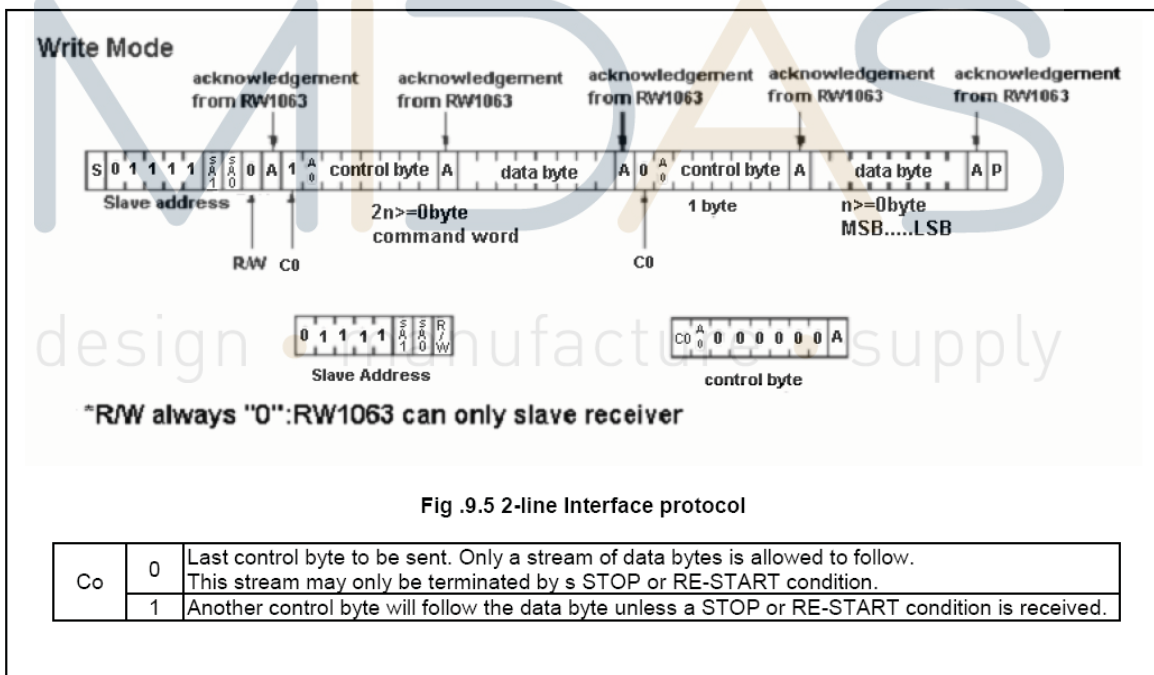 MIDAS
design • manufacture • supply
Write Mode
acknowledgement from RW1063
acknowledgement from RW1063
acknowledgement from RW1063
acknowledgement from RW1063
acknowledgement from RW1063
S 0 1 1 1 1 SA1 SA0 0 A 1 A0 control byte A data byte A 0 A0 control byte A data byte A P
Slave address
2n>=0byte
command word
1 byte
n>=0byte
MSB.....LSB
R/W C0
C0
0 1 1 1 1 SA1 SA0 R/W
Slave Address
C0 A0 0 0 0 0 0 0 A
control byte
*R/W always "0":RW1063 can only slave receiver
Fig .9.5 2-line Interface protocol
Co
0 Last control byte to be sent. Only a stream of data bytes is allowed to follow.
This stream may only be terminated by s STOP or RE-START condition.
1 Another control byte will follow the data byte unless a STOP or RE-START condition is received.